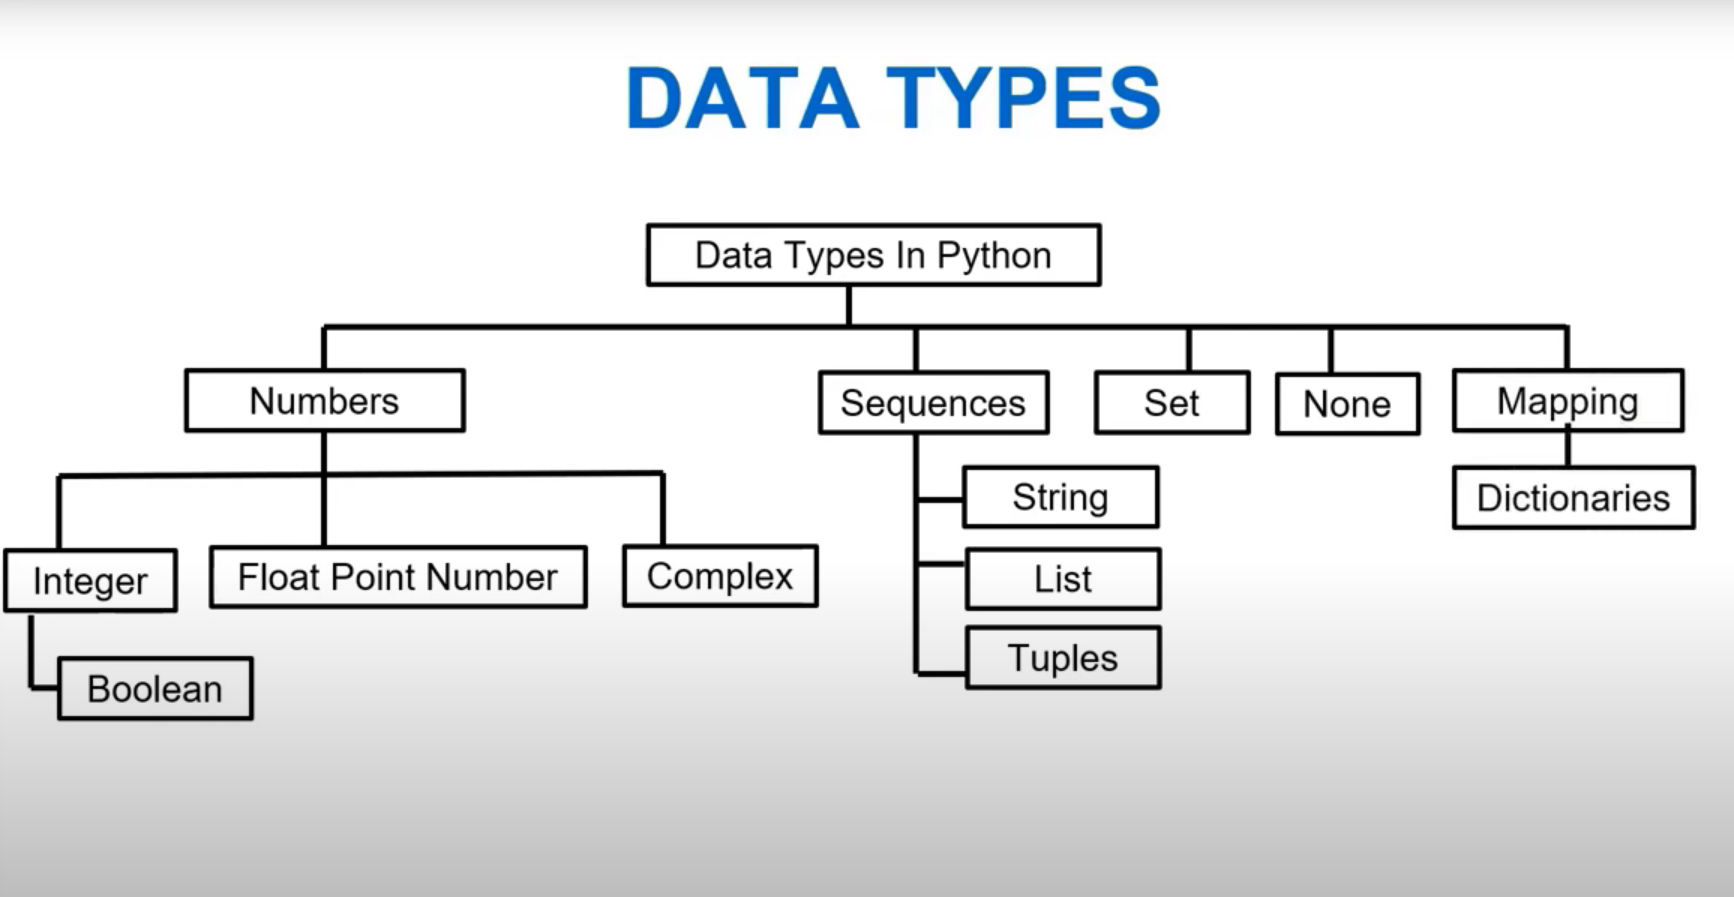 DATA TYPES
Data Types In Python
Numbers
Sequences
Set
None
Mapping
String
Dictionaries
Integer
Float Point Number
Complex
List
Tuples
Boolean